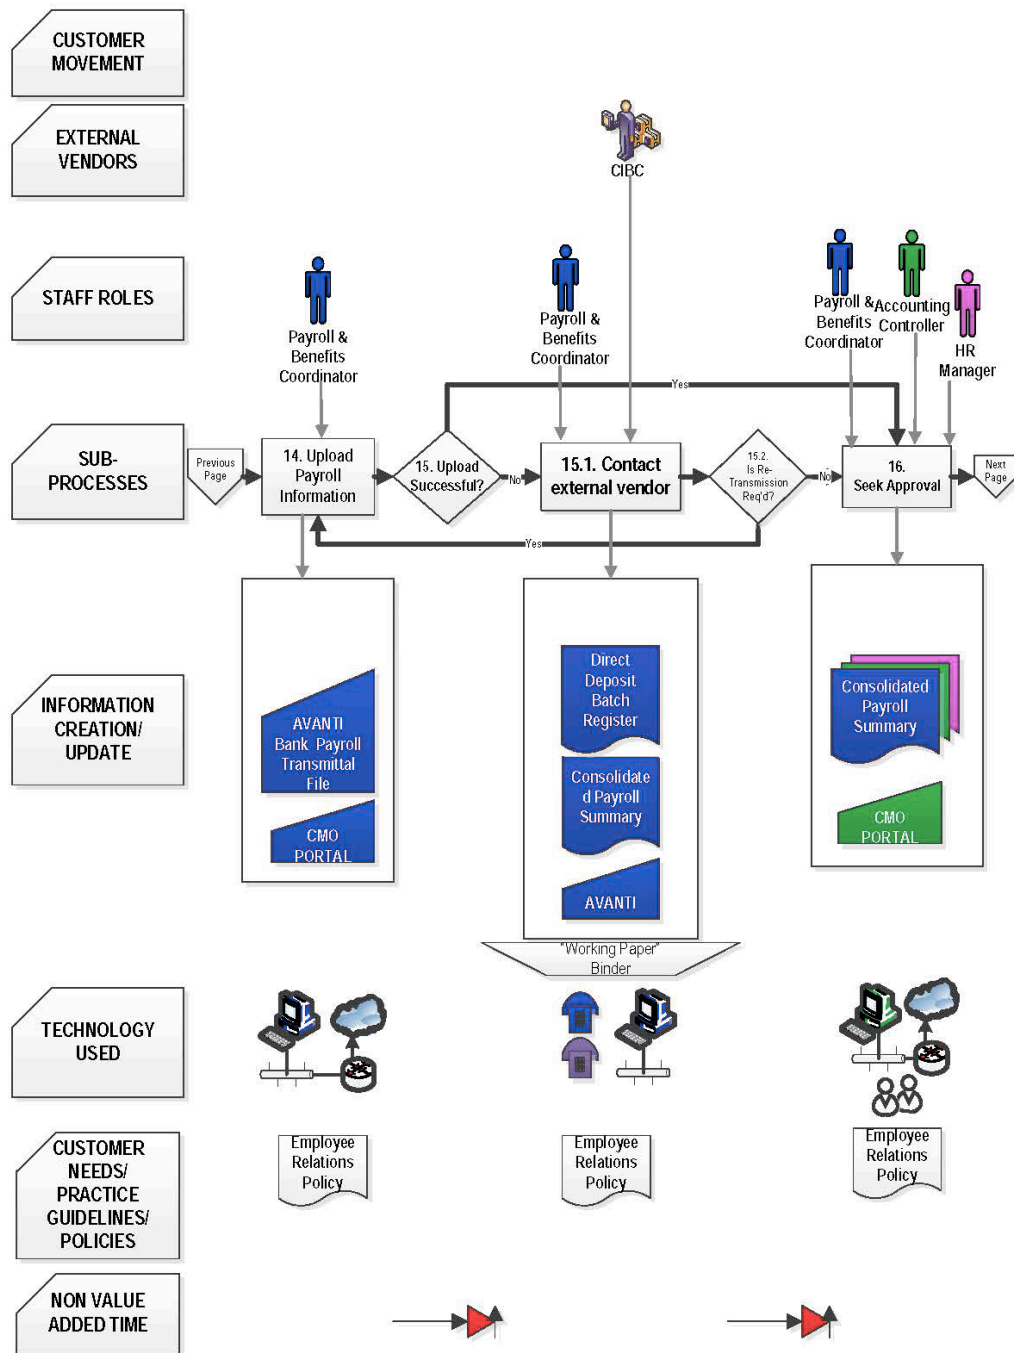 CUSTOMER
MOVEMENT
EXTERNAL
VENDORS
CIBC
STAFF ROLES
Payroll &
Benefits
Coordinator
Payroll &
Benefits
Coordinator
Payroll &
Benefits
Coordinator
Accounting
Controller
HR
Manager
Yes
SUB-
PROCESSES
Previous
Page
14. Upload
Payroll
Information
15. Upload
Successful?
No
15.1. Contact
external vendor
15.2.
Is Re-
Transmission
Req'd?
No
16.
Seek Approval
Next
Page
Yes
INFORMATION
CREATION/
UPDATE
AVANTI
Bank Payroll
Transmittal
File
CMO
PORTAL
Direct
Deposit
Batch
Register
Consolidate
d Payroll
Summary
AVANTI
"Working Paper"
Binder
Consolidated
Payroll
Summary
CMO
PORTAL
TECHNOLOGY
USED
CUSTOMER
NEEDS/
PRACTICE
GUIDELINES/
POLICIES
Employee
Relations
Policy
Employee
Relations
Policy
Employee
Relations
Policy
NON VALUE
ADDED TIME